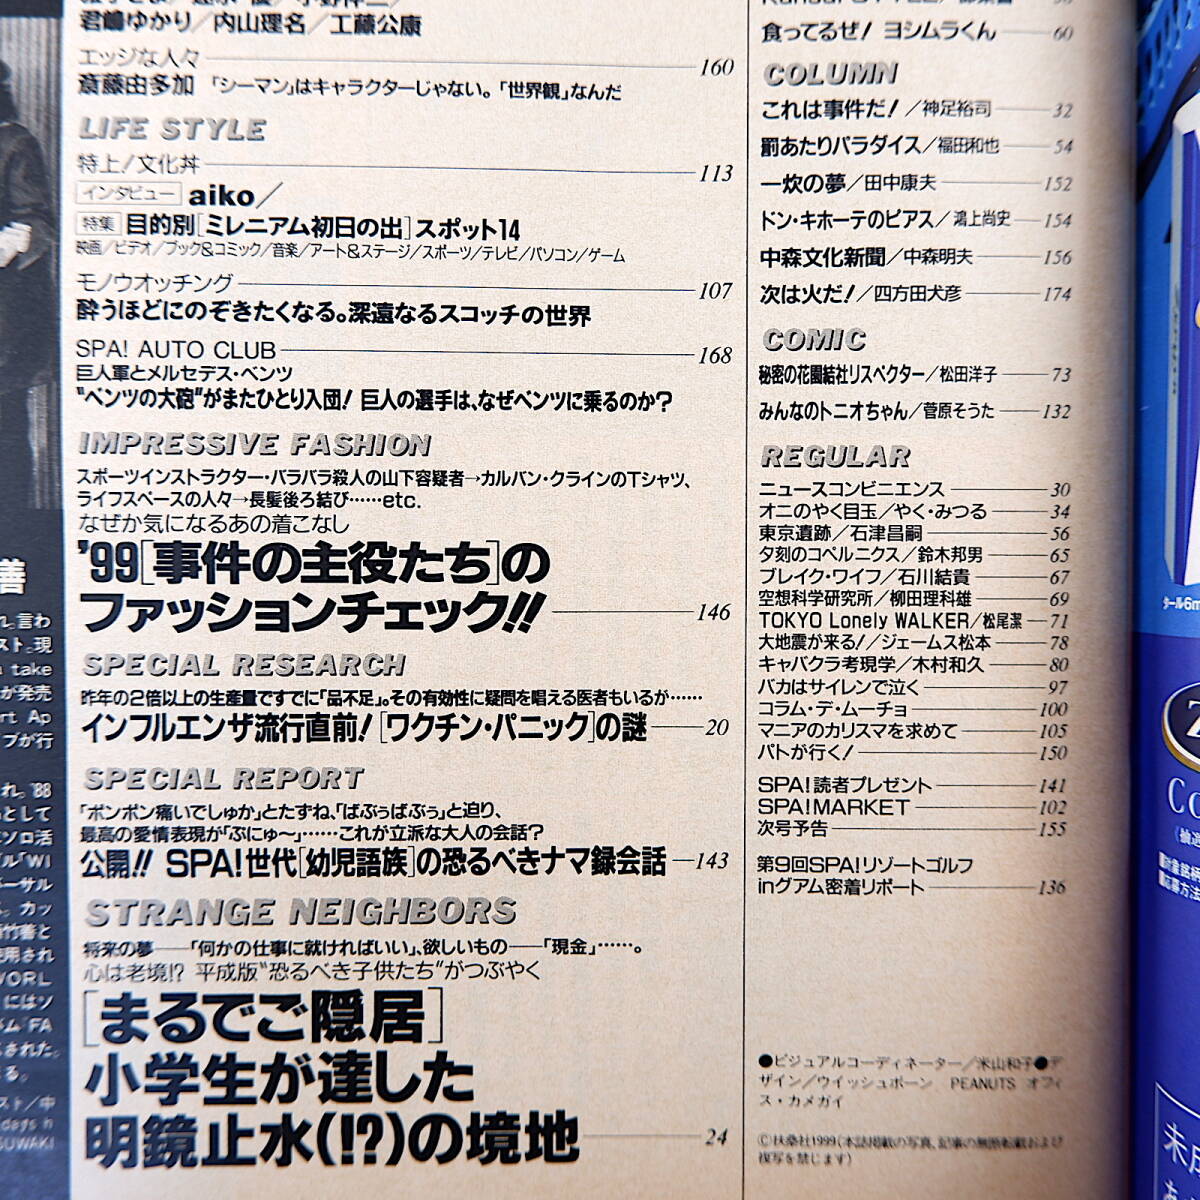 君嶋ゆかり／内山理名／工藤公康
エッジな人々 160
斎藤由多加 「シーマン」はキャラクターじゃない。「世界観」なんだ
LIFE STYLE
特上!文化丼 113
インタビュー aiko／
特集 目的別[ミレニアム初日の出]スポット14
映画／ビデオ／ブック&コミック／音楽／アート&ステージ／スポーツ／テレビ／パソコン／ゲーム
モノウオッチング 107
酔うほどにのぞきたくなる。深遠なるスコッチの世界
SPA! AUTO CLUB 168
巨人軍とメルセデス・ベンツ
"ベンツの大砲"がまたひとり入団! 巨人の選手は、なぜベンツに乗るのか?
IMPRESSIVE FASHION
スポーツインストラクター・バラバラ殺人の山下容疑者→カルバン・クラインのTシャツ、
ライフスペースの人々→長髪後ろ結び……etc.
なぜか気になるあの着こなし
'99[事件の主役たち]の
ファッションチェック!! 146
SPECIAL RESEARCH
昨年の2倍以上の生産量ですでに「品不足」。その有効性に疑問を唱える医者もいるが……
インフルエンザ流行直前! [ワクチン・パニック]の謎 20
SPECIAL REPORT
「ポンポン痛いでしゅか」とたずね、「ばぶぅばぶぅ」と迫り、
最高の愛情表現が「ぶにゅ〜」……これが立派な大人の会話?
公開!! SPA!世代[幼児語族]の恐るべきナマ録会話 143
STRANGE NEIGHBORS
将来の夢――「何かの仕事に就ければいい」、欲しいもの――「現金」……。
心は老境!? 平成版"恐るべき子供たち"がつぶやく
[まるでご隠居]
小学生が達した
明鏡止水(!?)の境地 24
食ってるぜ! ヨシムラくん 60
COLUMN
これは事件だ!／神足裕司 32
罰あたりパラダイス／福田和也 54
一炊の夢／田中康夫 152
ドン・キホーテのピアス／鴻上尚史 154
中森文化新聞／中森明夫 156
次は火だ!／四方田犬彦 174
COMIC
秘密の花園結社リスペクター／松田洋子 73
みんなのトニオちゃん／菅原そうた 132
REGULAR
ニュースコンビニエンス 30
オニのやく目玉／やく・みつる 34
東京遺跡／石津昌嗣 56
夕刻のコペルニクス／鈴木邦男 65
ブレイク・ワイフ／石川結貴 67
空想科学研究所／柳田理科雄 69
TOKYO Lonely WALKER／松尾潔 71
大地震が来る!／ジェームス松本 78
キャバクラ考現学／木村和久 80
バカはサイレンで泣く 97
コラム・デ・ムーチョ 100
マニアのカリスマを求めて 105
バトが行く! 150
SPA!読者プレゼント 141
SPA!MARKET 102
次号予告 155
第9回SPA!リゾートゴルフ
inグアム密着リポート 136
●ビジュアルコーディネーター／米山和子●デ
ザイン／ウイッシュボーン PEANUTS オフィ
ス・カメガイ
©扶桑社1999(本誌掲載の写真、記事の無断転載および
複写を禁じます)